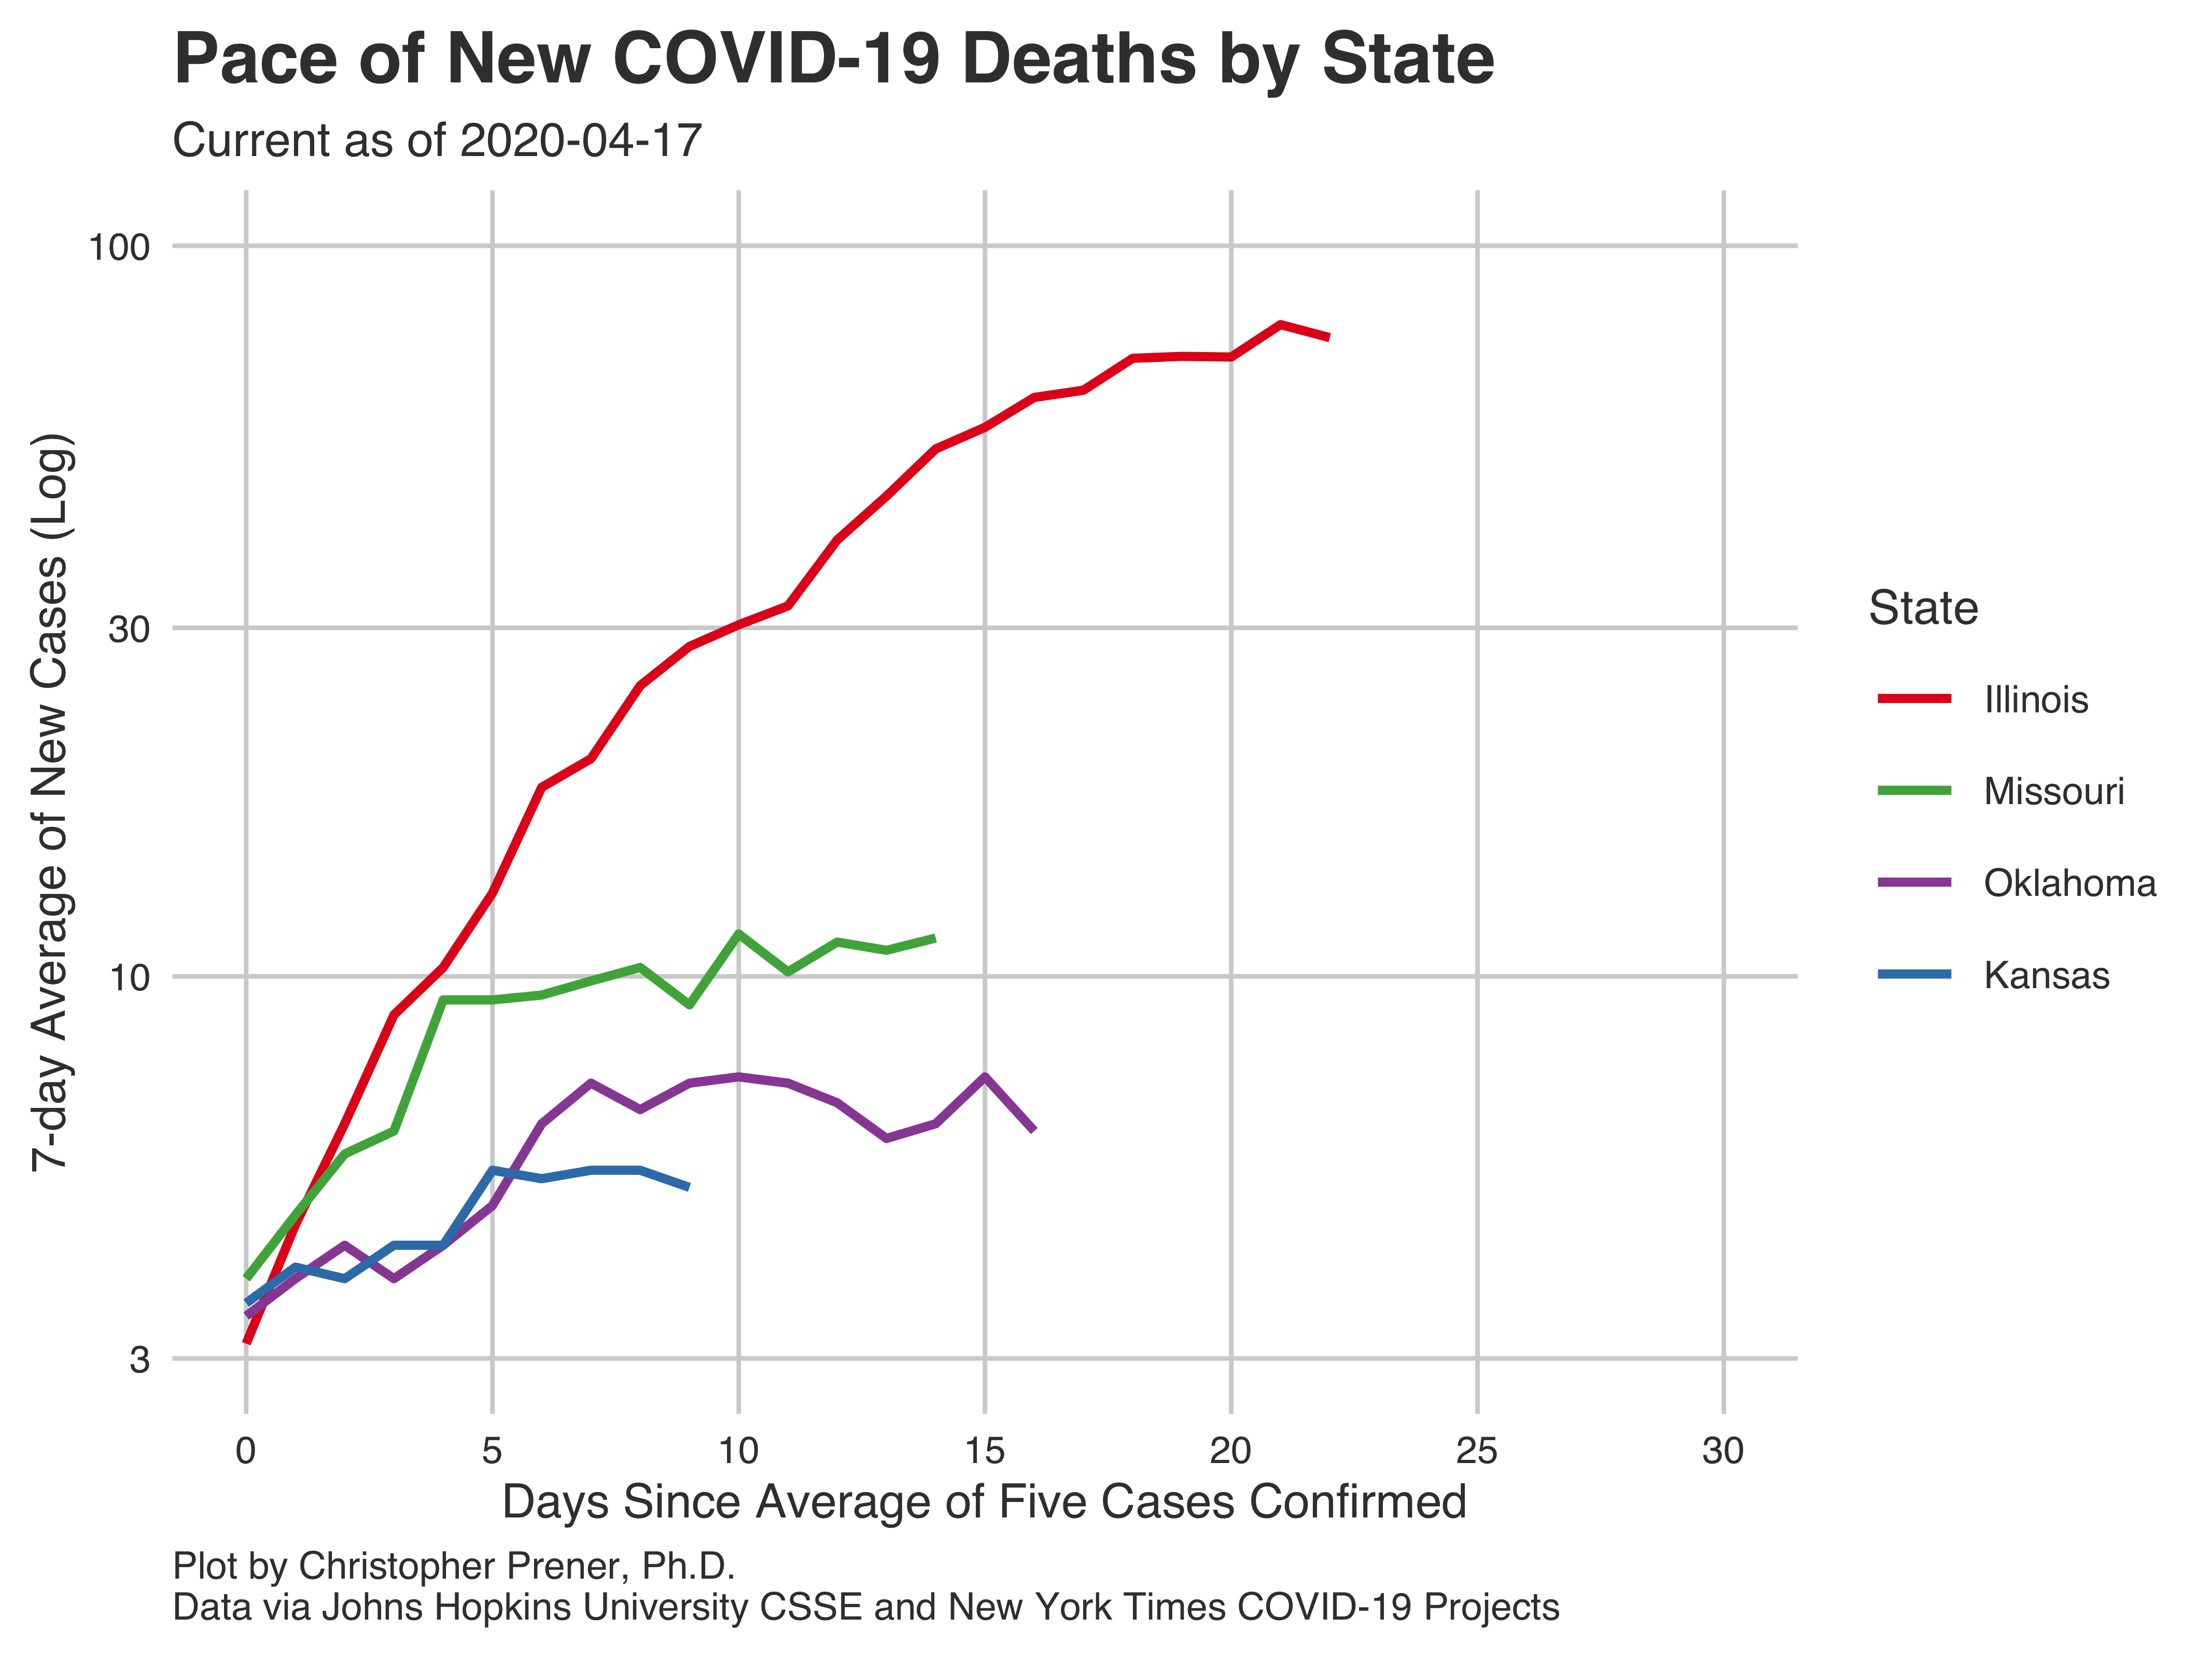 Pace of New COVID-19 Deaths by State
Current as of 2020-04-17
7-day Average of New Cases (Log)
100
30
10
3
0 5 10 15 20 25 30
Days Since Average of Five Cases Confirmed
State
Illinois
Missouri
Oklahoma
Kansas
Plot by Christopher Prener, Ph.D.
Data via Johns Hopkins University CSSE and New York Times COVID-19 Projects